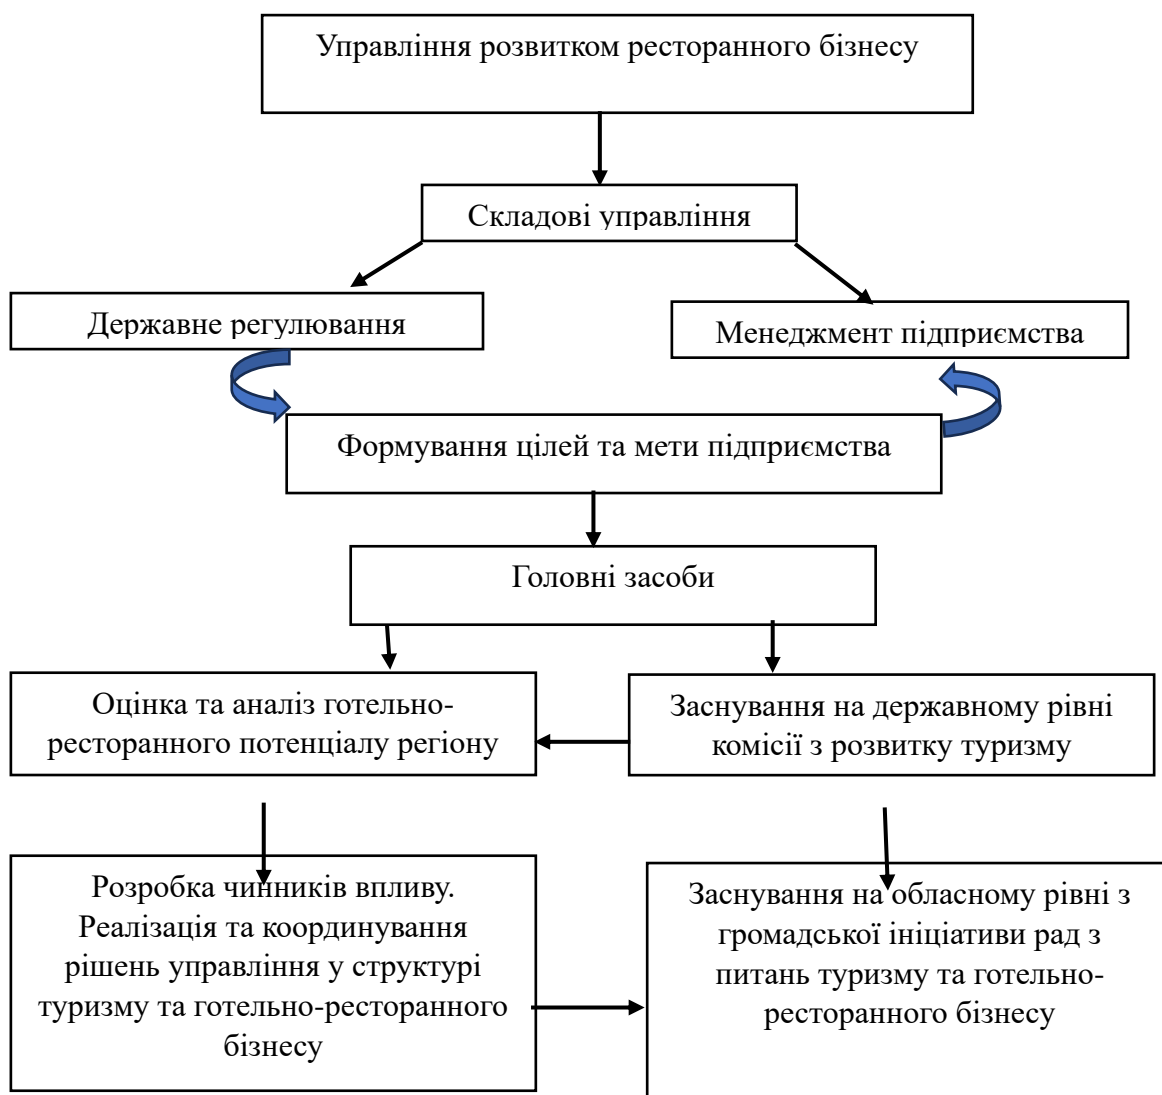 Управління розвитком ресторанного бізнесу
Складові управління
Державне регулювання
Менеджмент підприємства
Формування цілей та мети підприємства
Головні засоби
Оцінка та аналіз готельно-
ресторанного потенціалу регіону
Заснування на державному рівні
комісії з розвитку туризму
Розробка чинників впливу.
Реалізація та координування
рішень управління у структурі
туризму та готельно-ресторанного
бізнесу
Заснування на обласному рівні з
громадської ініціативи рад з
питань туризму та готельно-
ресторанного бізнесу